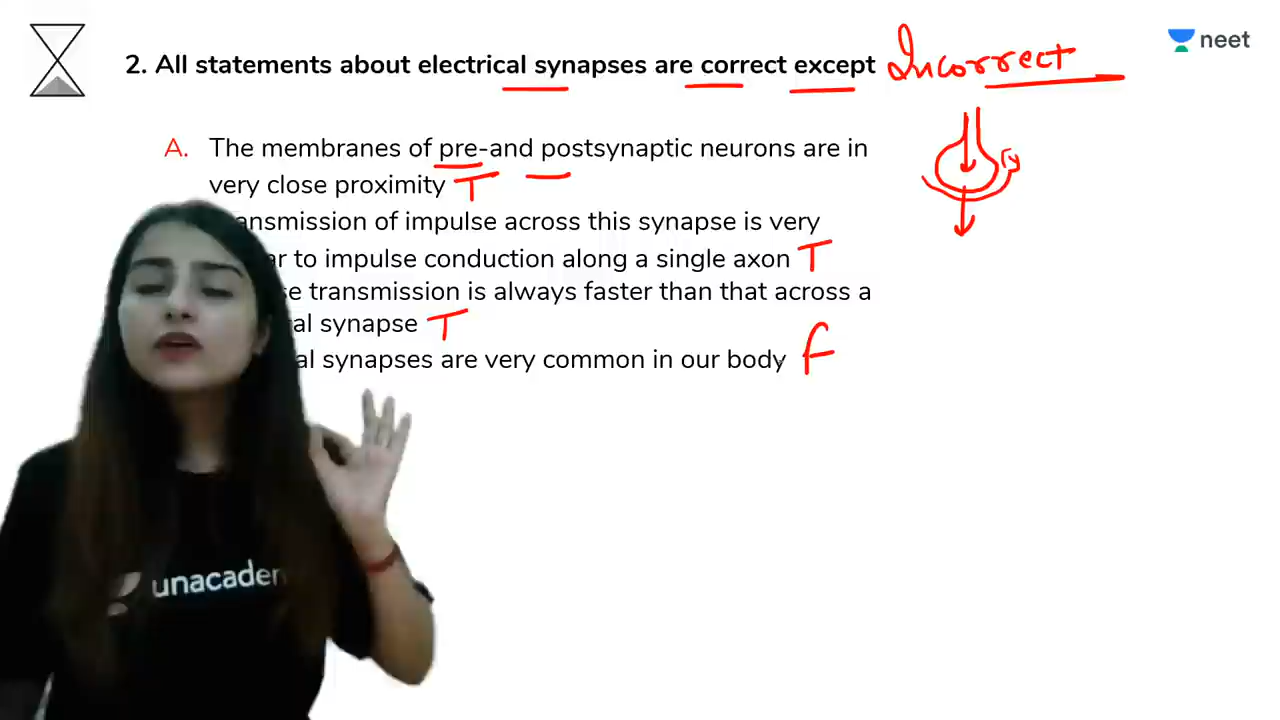 2. All statements about electrical synapses are correct except Incorrect
neet
A. The membranes of pre-and postsynaptic neurons are in
very close proximity T
ansmission of impulse across this synapse is very
ar to impulse conduction along a single axon T
se transmission is always faster than that across a
al synapse T
al synapses are very common in our body F
unacaden